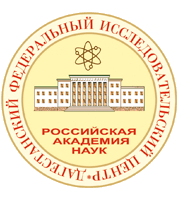 ДАГЕСТАНСКИЙ ФЕДЕРАЛЬНЫЙ ИССЛЕДОВАТЕЛЬСКИЙ ЦЕНТР
РОССИЙСКАЯ
АКАДЕМИЯ
НАУК